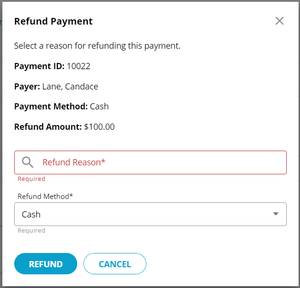 Refund Payment
Select a reason for refunding this payment.
Payment ID: 10022
Payer: Lane, Candace
Payment Method: Cash
Refund Amount: $100.00
Refund Reason*
Required
Refund Method*
Cash
Required
REFUND CANCEL